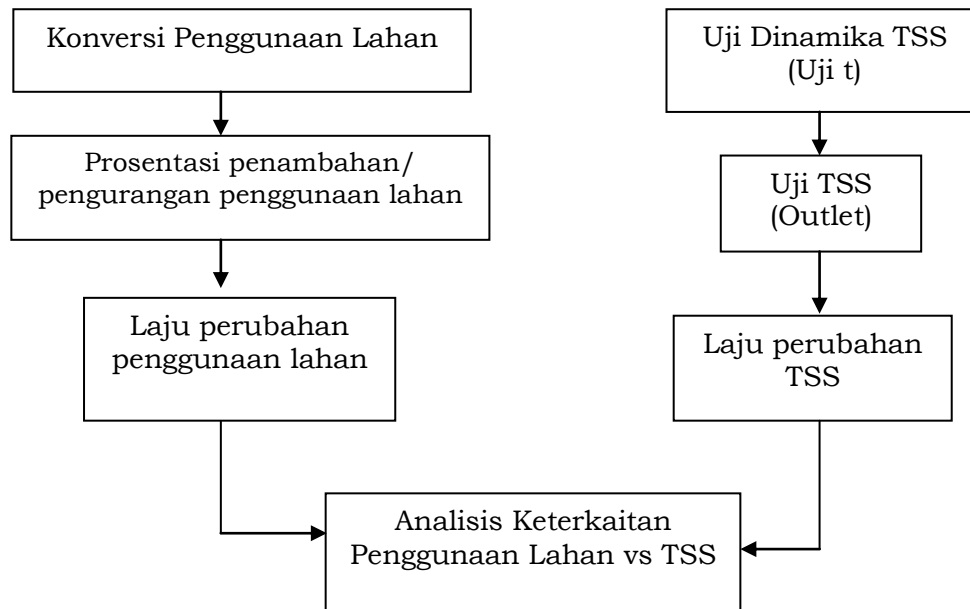 Konversi Penggunaan Lahan
Prosentasi penambahan/
pengurangan penggunaan lahan
Laju perubahan
penggunaan lahan
Uji Dinamika TSS
(Uji t)
Uji TSS
(Outlet)
Laju perubahan
TSS
Analisis Keterkaitan
Penggunaan Lahan vs TSS